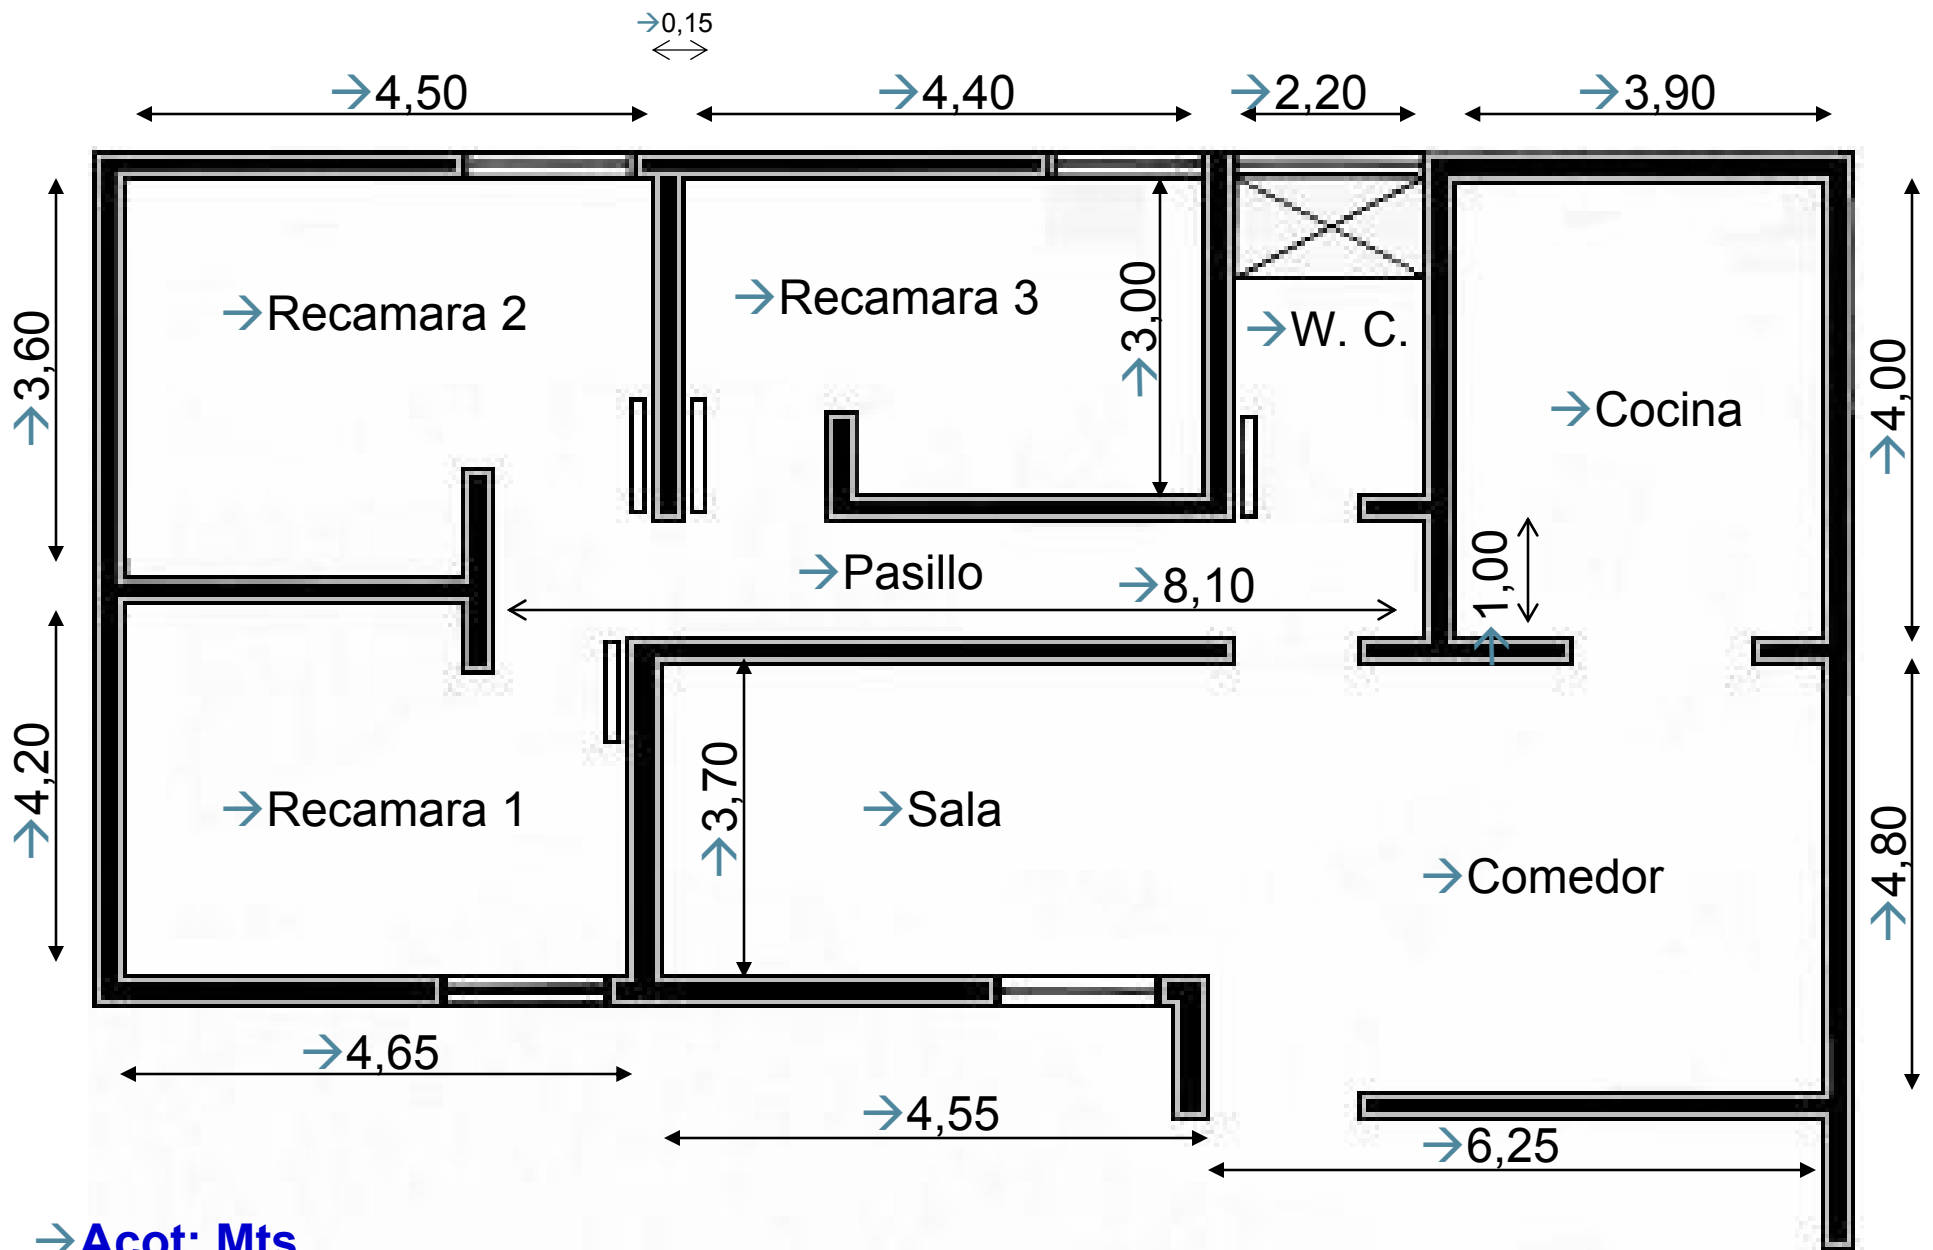 →0,15
→4,50
→4,40
→2,20
→3,90
→3,60
→Recamara 2
→Recamara 3
→3,00
→W. C.
→Cocina
→4,00
→Pasillo
→8,10
→1,00
→4,20
→Recamara 1
→3,70
→Sala
→Comedor
→4,80
→4,65
→4,55
→6,25
→Acot: Mts